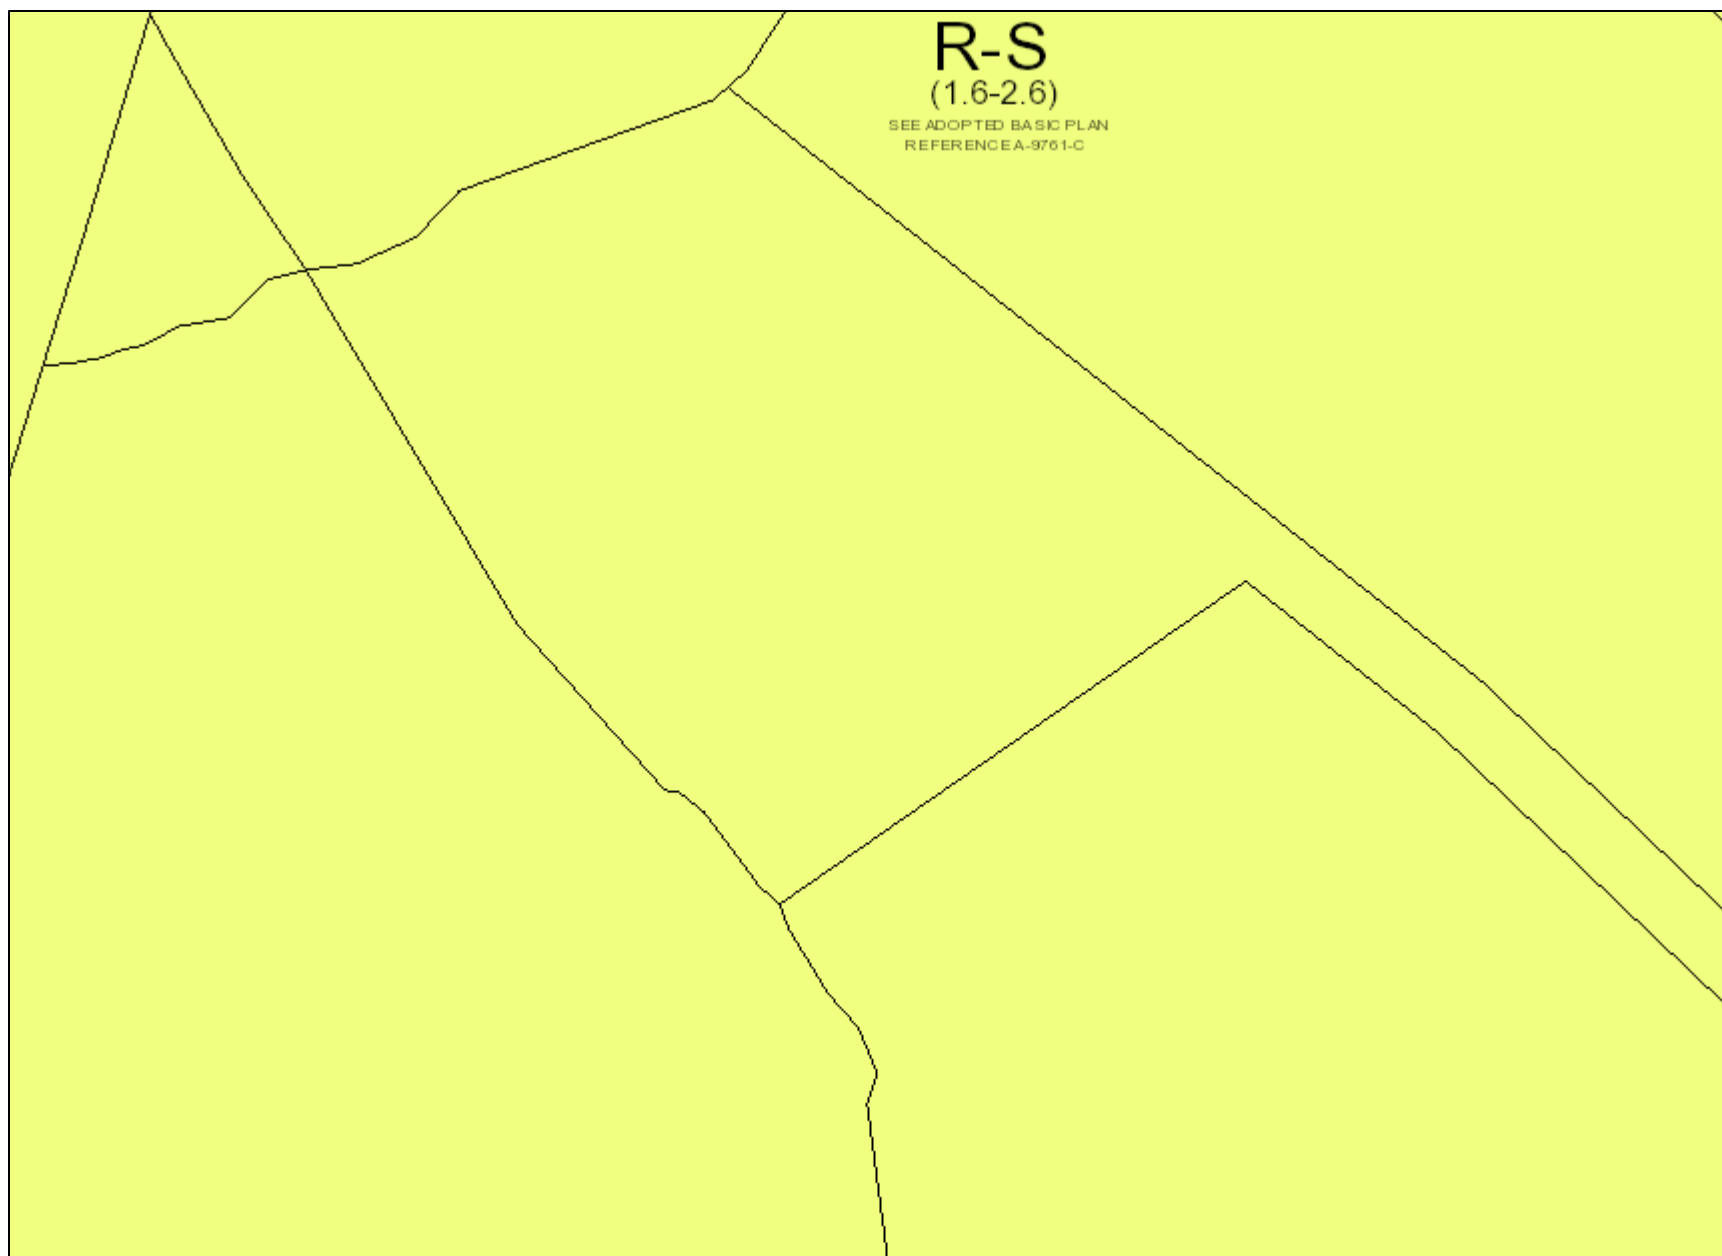 R-S
(1.6-2.6)
SEE ADOPTED BASIC PLAN
REFERENCE A-9761-C